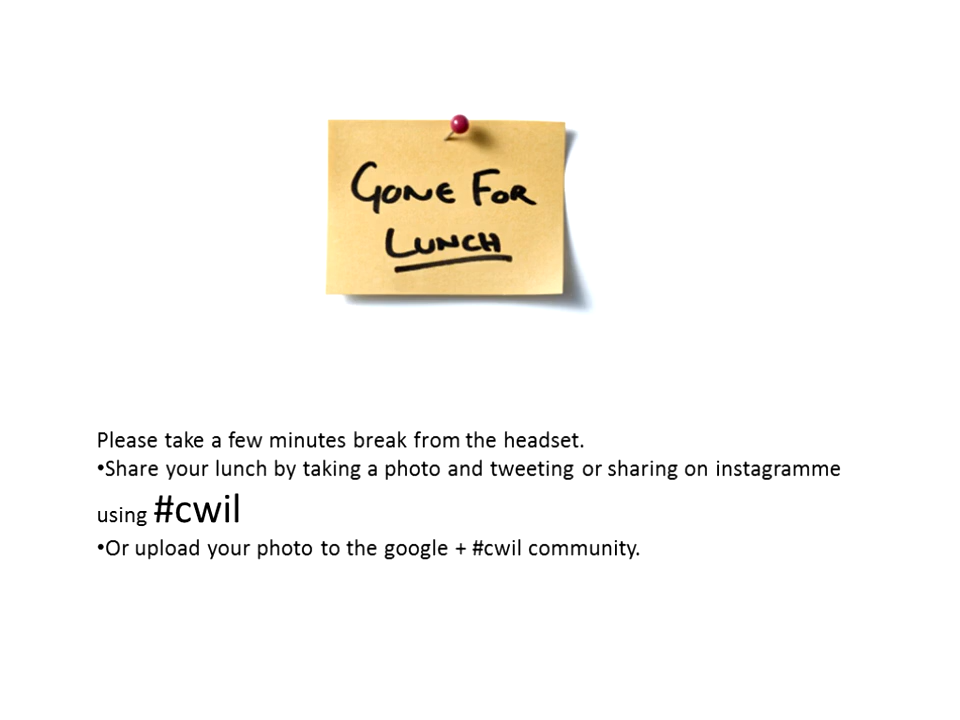 GONE FOR
LUNCH
Please take a few minutes break from the headset.
•Share your lunch by taking a photo and tweeting or sharing on instagramme
using #cwil
•Or upload your photo to the google + #cwil community.